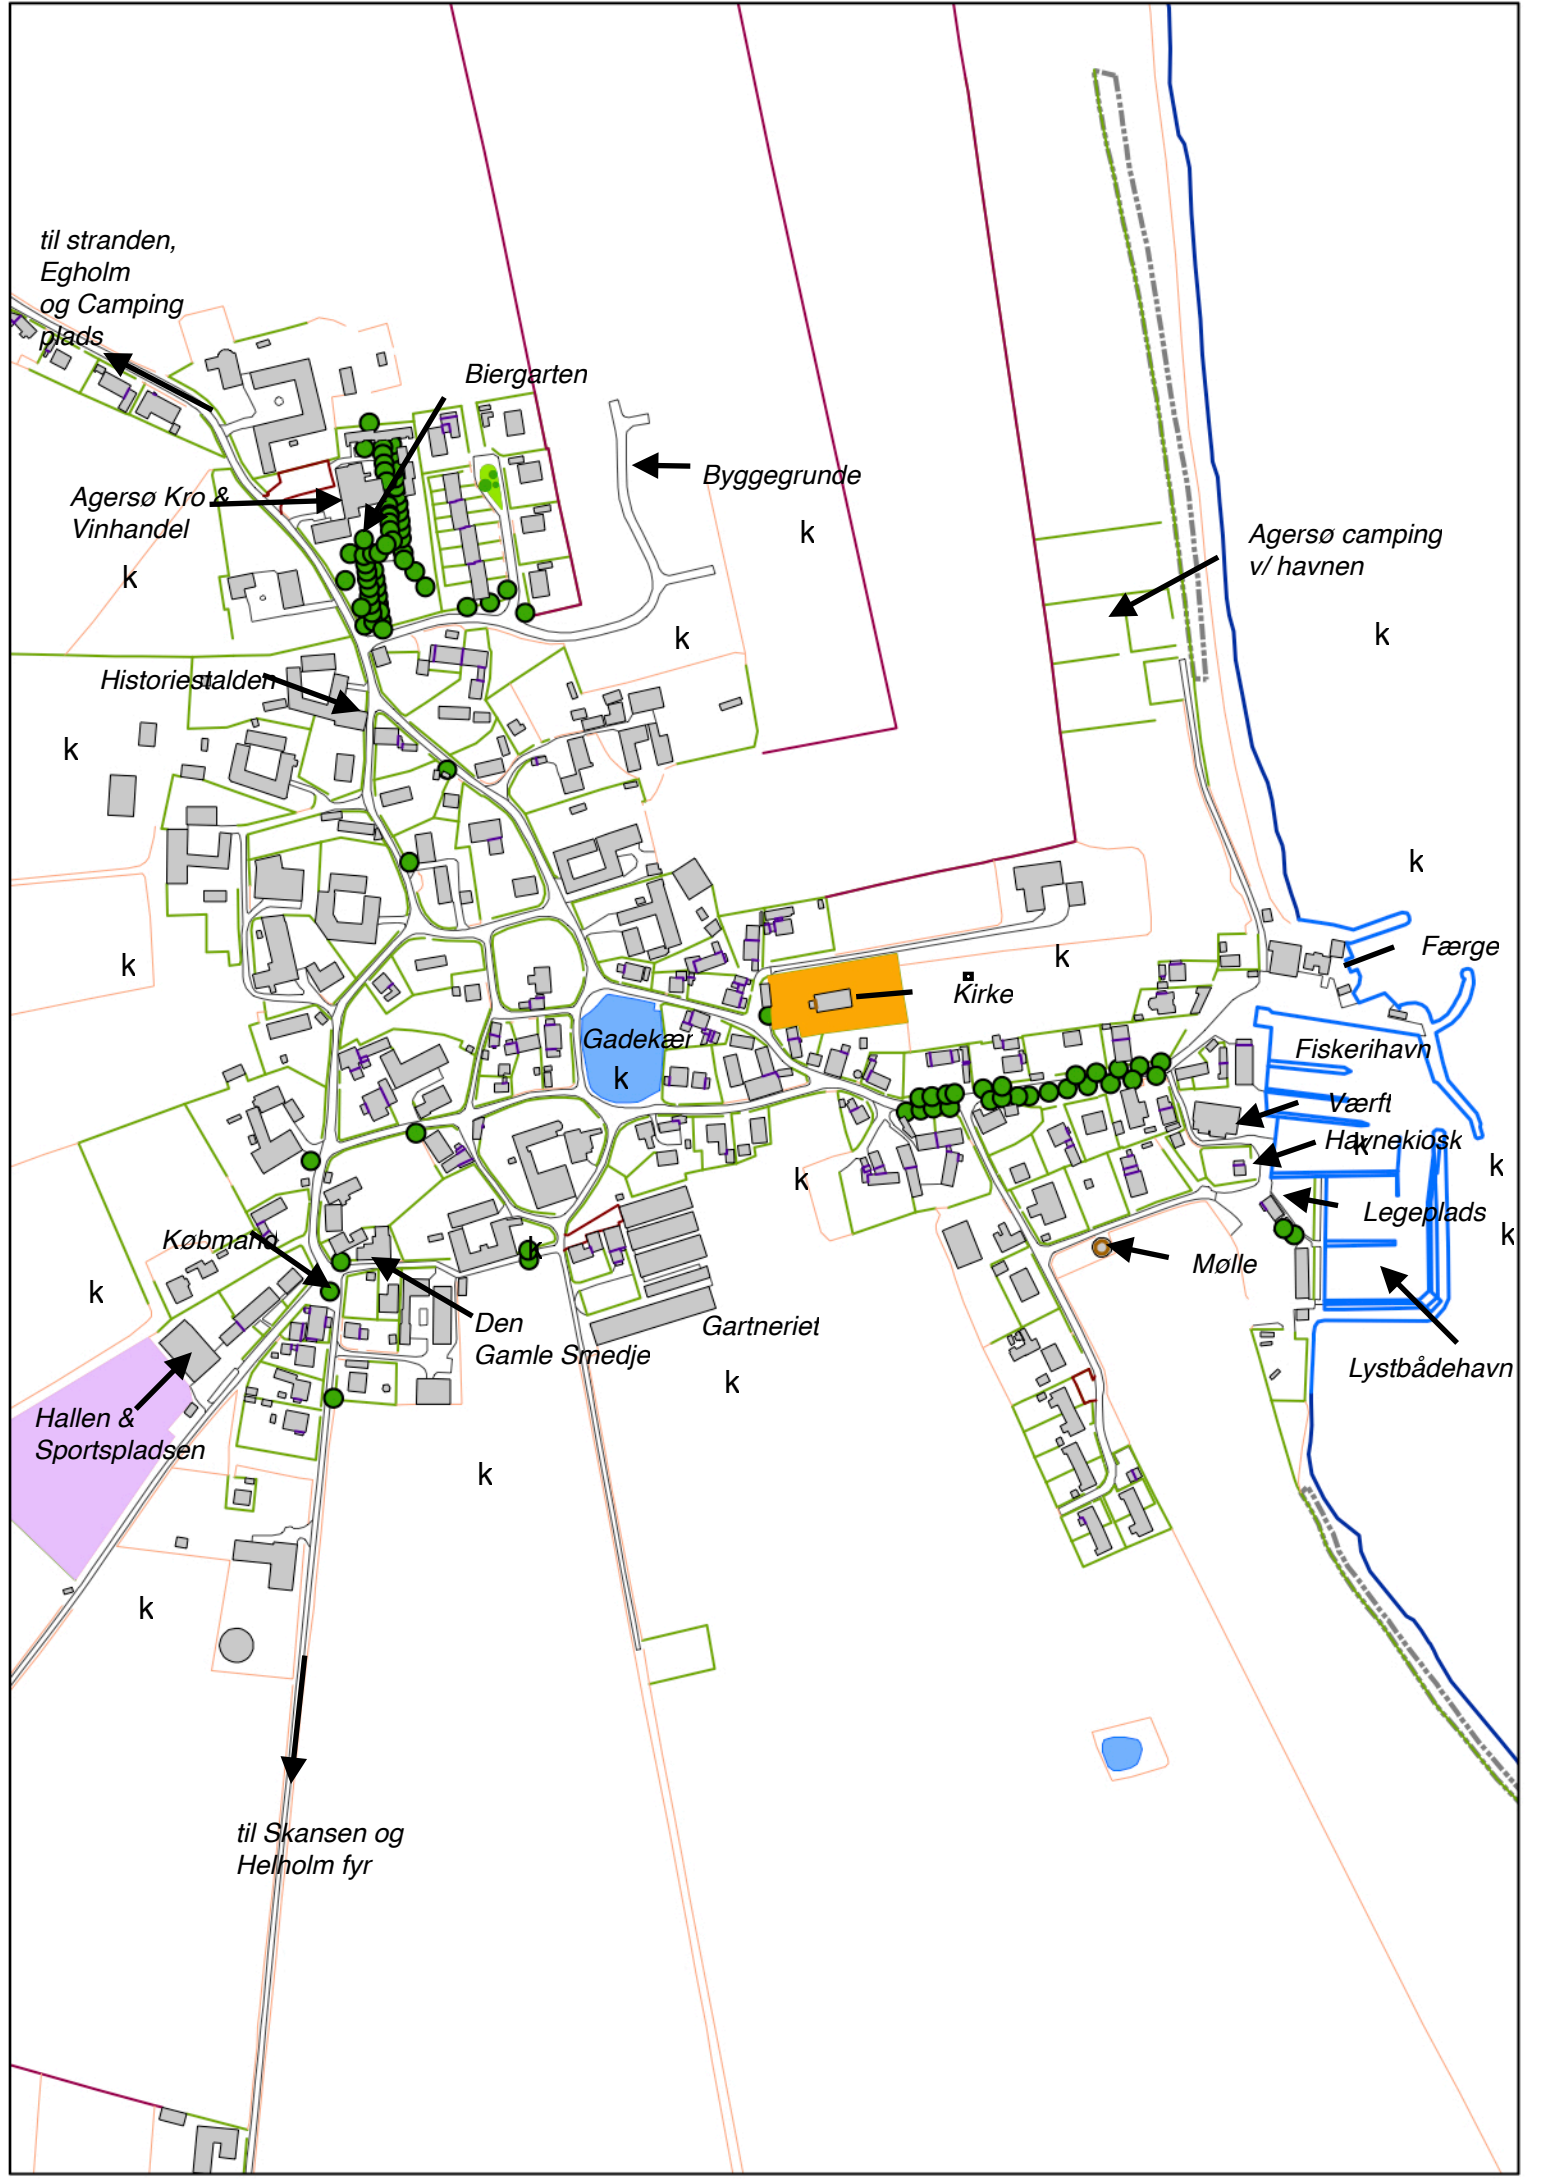 til stranden,
Egholm
og Camping
plads
Biergarten
Byggegrunde
Agersø Kro &
Vinhandel
k
k
Agersø camping
v/ havnen
k
k
Historiestalden
k
k
Færge
k
k
Kirke
Gadekær
k
Fiskerihavn
Værft
Havnekiosk
k
k
k
Legeplads
k
Købmand
k
Mølle
k
Den
Gamle Smedje
Gartneriet
k
Lystbådehavn
Hallen &
Sportspladsen
k
k
til Skansen og
Helholm fyr